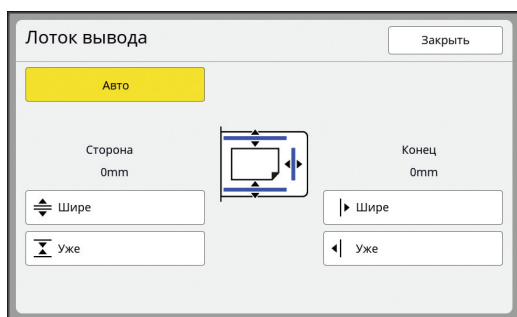 Лоток вывода
Закрыть
Авто
Сторона
0mm
Конец
0mm
Шире
Шире
Уже
Уже